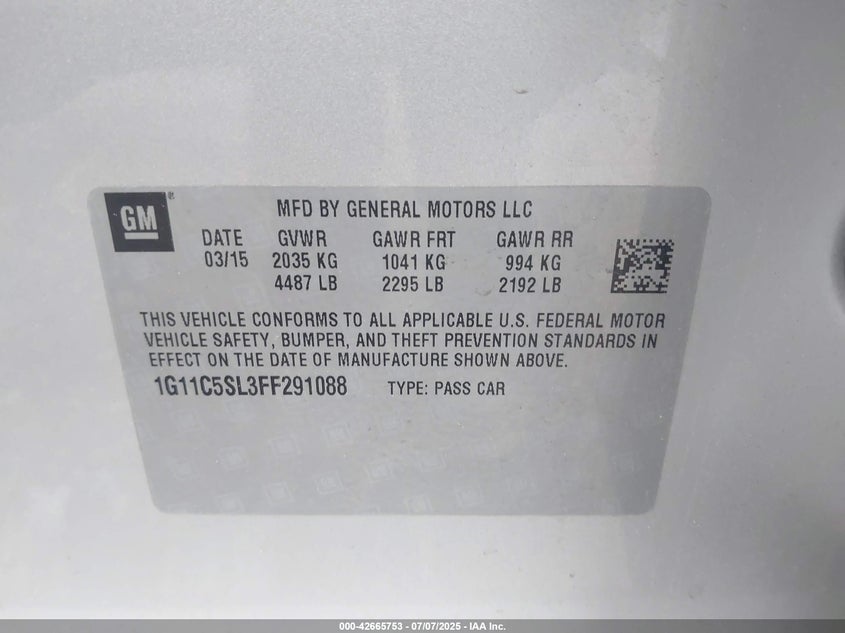 GM
MFD BY GENERAL MOTORS LLC
DATE GVWR GAWR FRT GAWR RR
03/15 2035 KG 1041 KG 994 KG
4487 LB 2295 LB 2192 LB
THIS VEHICLE CONFORMS TO ALL APPLICABLE U.S. FEDERAL MOTOR
VEHICLE SAFETY, BUMPER, AND THEFT PREVENTION STANDARDS IN
EFFECT ON THE DATE OF MANUFACTURE SHOWN ABOVE.
1G11C5SL3FF291088 TYPE: PASS CAR
000-42665753 - 07/07/2025 - IAA Inc.